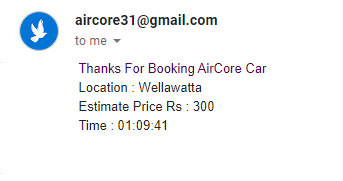 aircore31@gmail.com
to me
Thanks For Booking AirCore Car
Location : Wellawatta
Estimate Price Rs : 300
Time : 01:09:41